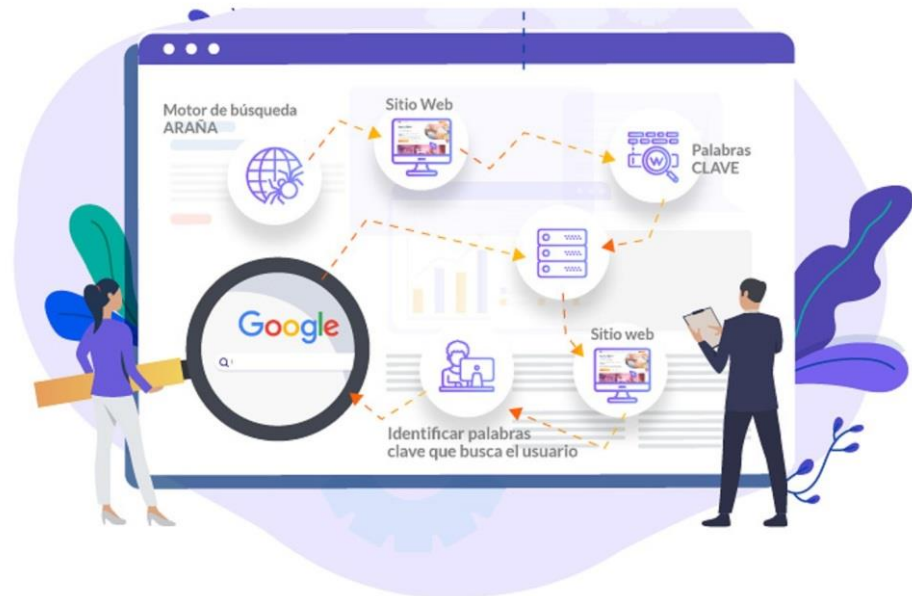 Motor de búsqueda
ARAÑA
Sitio Web
Palabras
CLAVE
Google
Sitio web
Identificar palabras
clave que busca el usuario